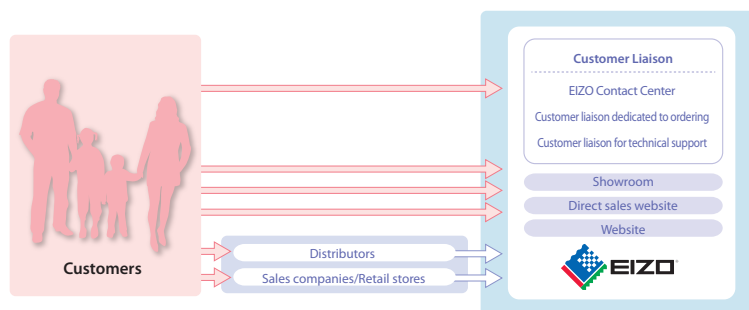 Customer Liaison
EIZO Contact Center
Customer liaison dedicated to ordering
Customer liaison for technical support
Showroom
Direct sales website
Website
Distributors
Sales companies/Retail stores
Customers
EIZO